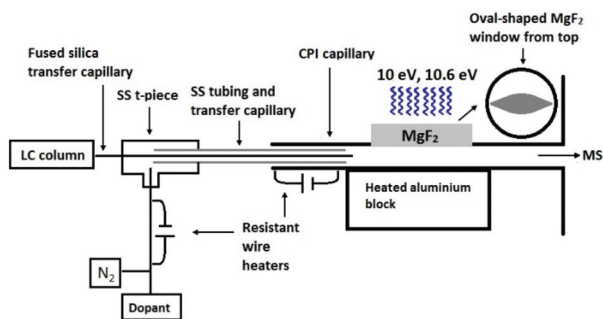 Oval-shaped MgF₂
window from top
Fused silica
transfer capillary
CPI capillary
SS t-piece
SS tubing and
transfer capillary
10 eV, 10.6 eV
MgF₂
LC column
MS
Heated aluminium
block
Resistant
wire
heaters
N₂
Dopant